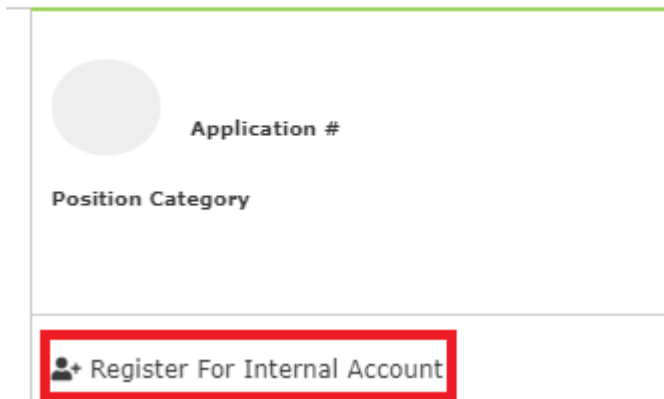 Application #
Position Category
Register For Internal Account